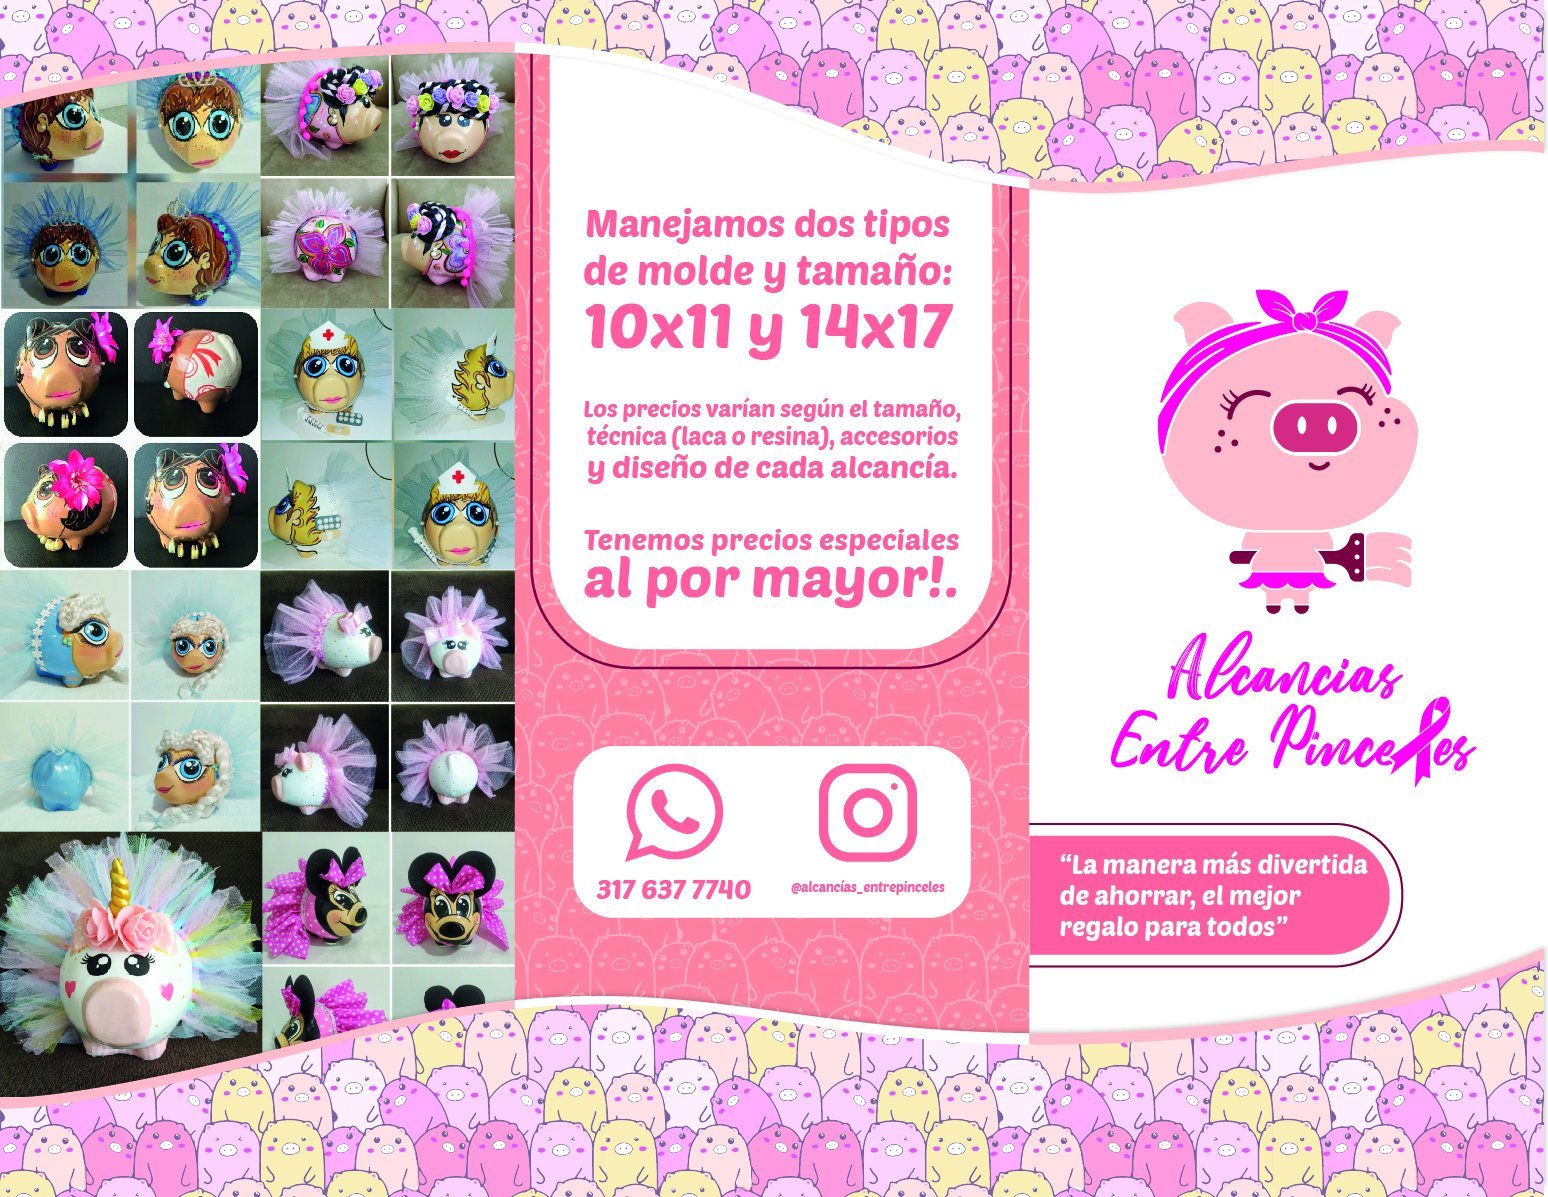 Manejamos dos tipos
de molde y tamaño:
10x11 y 14x17
Los precios varían según el tamaño,
técnica (laca o resina), accesorios
y diseño de cada alcancía.
Tenemos precios especiales
al por mayor!.
317 637 7740
@alcancías_entrepinceles
Alcancias
Entre Pinceles
“La manera más divertida
de ahorrar, el mejor
regalo para todos”